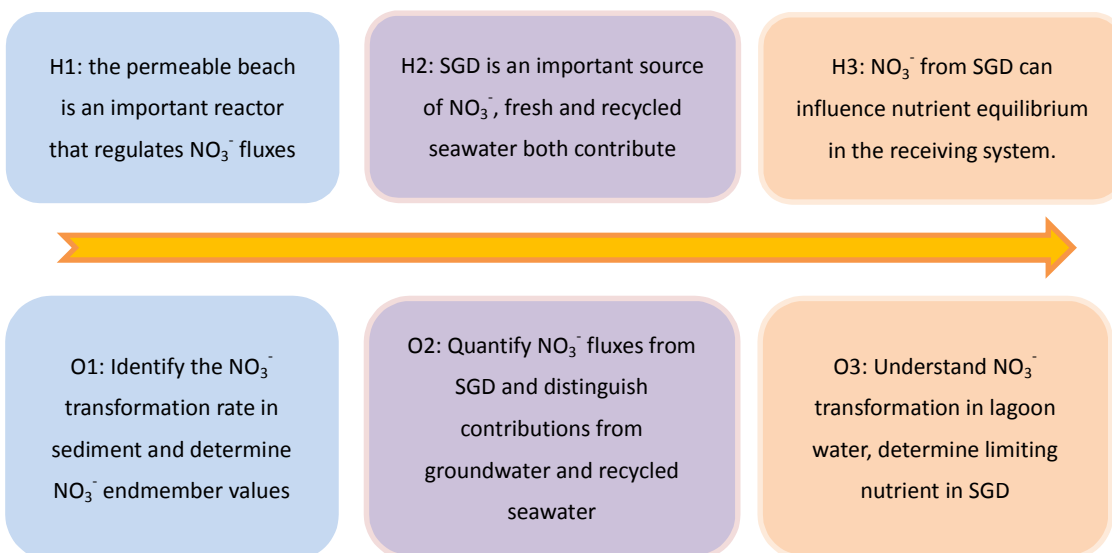 H1: the permeable beach
is an important reactor
that regulates NO₃⁻ fluxes
H2: SGD is an important source
of NO₃⁻, fresh and recycled
seawater both contribute
H3: NO₃⁻ from SGD can
influence nutrient equilibrium
in the receiving system.
O1: Identify the NO₃⁻
transformation rate in
sediment and determine
NO₃⁻ endmember values
O2: Quantify NO₃⁻ fluxes from
SGD and distinguish
contributions from
groundwater and recycled
seawater
O3: Understand NO₃⁻
transformation in lagoon
water, determine limiting
nutrient in SGD